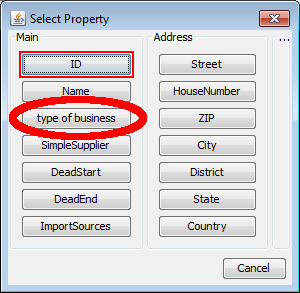 Select Property
Main
ID
Name
type of business
SimpleSupplier
DeadStart
DeadEnd
ImportSources
Address
Street
HouseNumber
ZIP
City
District
State
Country
...
Cancel